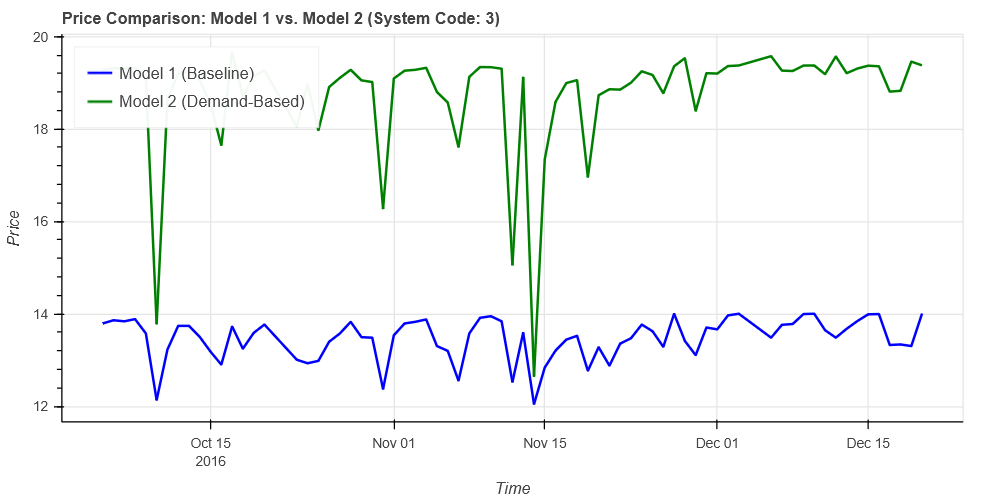 Price Comparison: Model 1 vs. Model 2 (System Code: 3)
20
18
16
14
12
Price
Model 1 (Baseline)
Model 2 (Demand-Based)
Oct 15
2016
Nov 01
Nov 15
Dec 01
Dec 15
Time